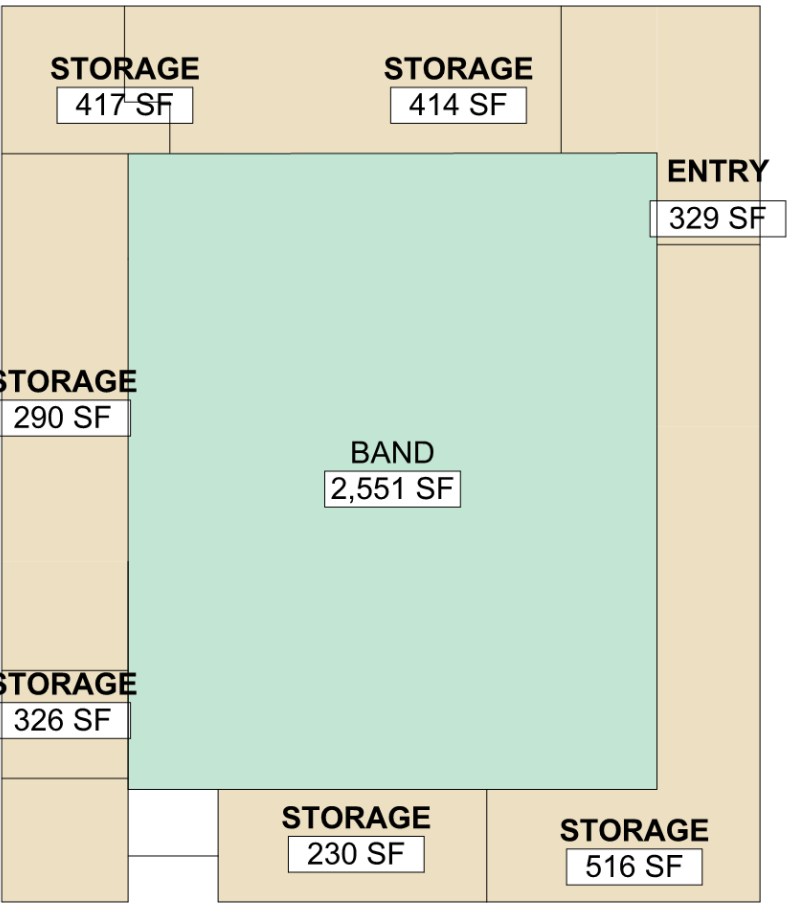 STORAGE
417 SF
STORAGE
414 SF
ENTRY
329 SF
STORAGE
290 SF
BAND
2,551 SF
STORAGE
326 SF
STORAGE
230 SF
STORAGE
516 SF